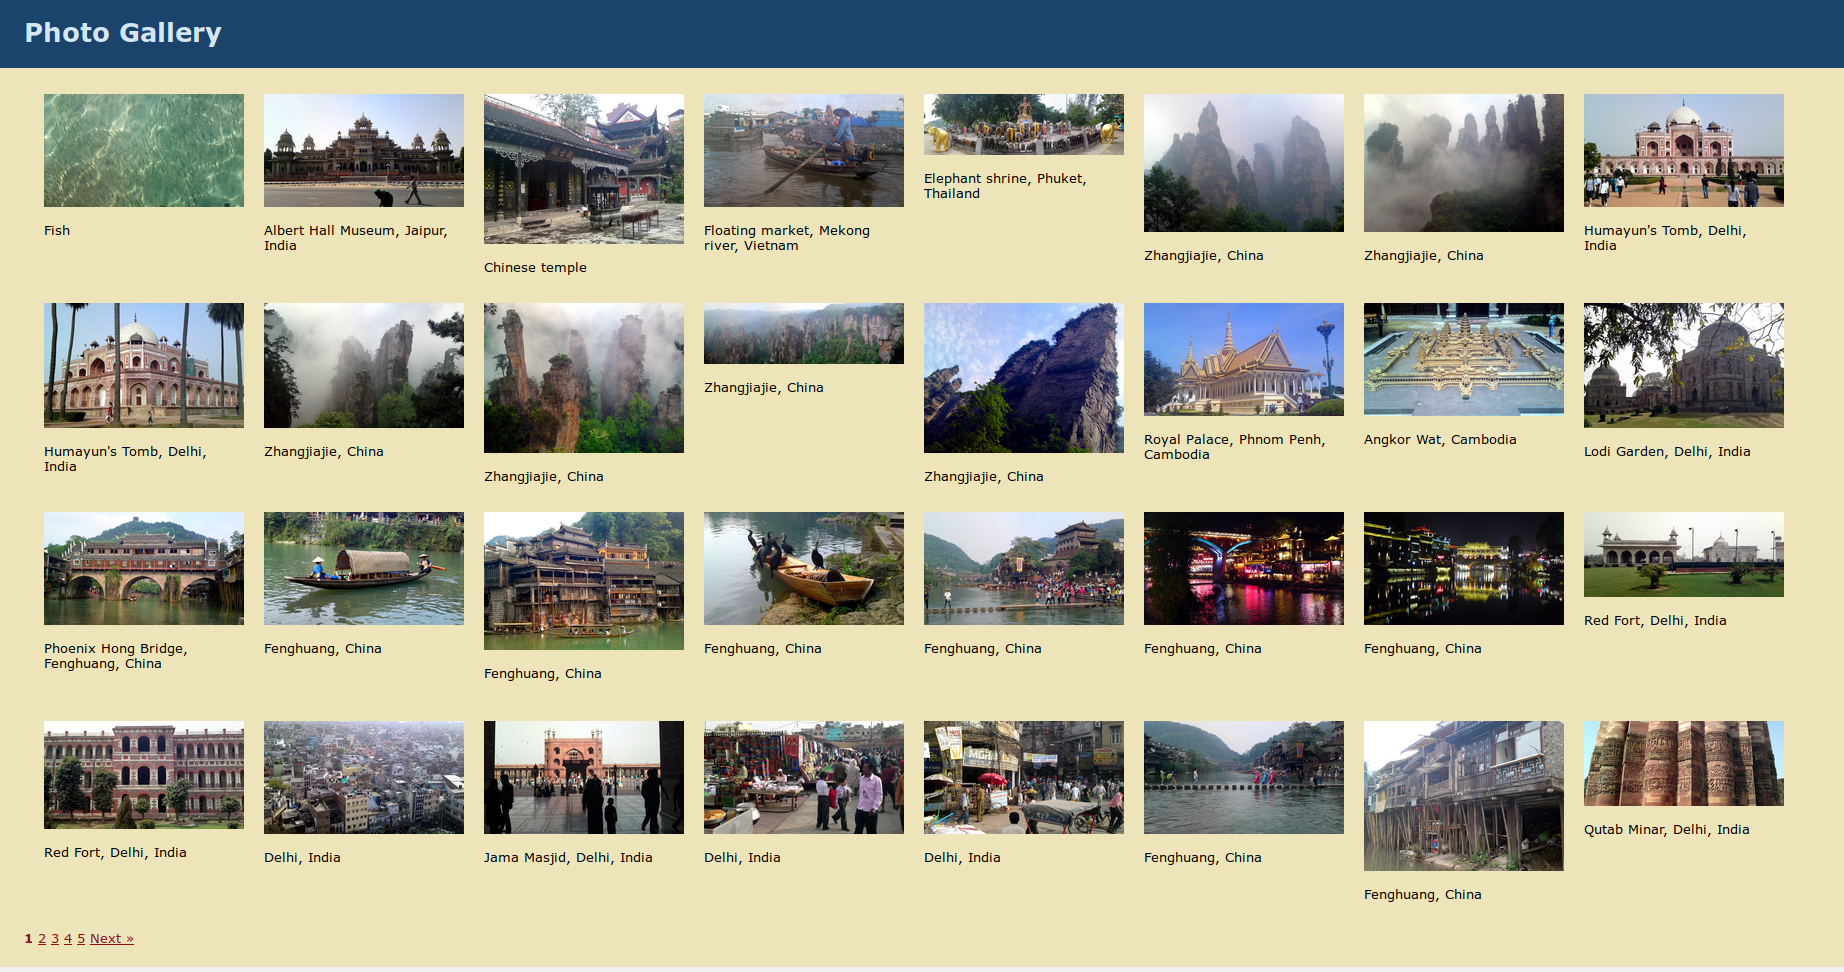 Photo Gallery
Fish
Albert Hall Museum, Jaipur,
India
Chinese temple
Floating market, Mekong
river, Vietnam
Elephant shrine, Phuket,
Thailand
Zhangjiajie, China
Zhangjiajie, China
Humayun's Tomb, Delhi,
India
Humayun's Tomb, Delhi,
India
Zhangjiajie, China
Zhangjiajie, China
Zhangjiajie, China
Zhangjiajie, China
Royal Palace, Phnom Penh,
Cambodia
Angkor Wat, Cambodia
Lodi Garden, Delhi, India
Phoenix Hong Bridge,
Fenghuang, China
Fenghuang, China
Fenghuang, China
Fenghuang, China
Fenghuang, China
Fenghuang, China
Fenghuang, China
Red Fort, Delhi, India
Red Fort, Delhi, India
Delhi, India
Jama Masjid, Delhi, India
Delhi, India
Delhi, India
Fenghuang, China
Fenghuang, China
Qutab Minar, Delhi, India
1 2 3 4 5 Next »